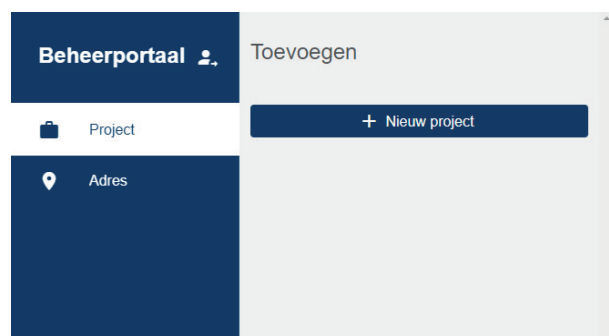 Beheerportaal
Toevoegen
Project
+ Nieuw project
Adres